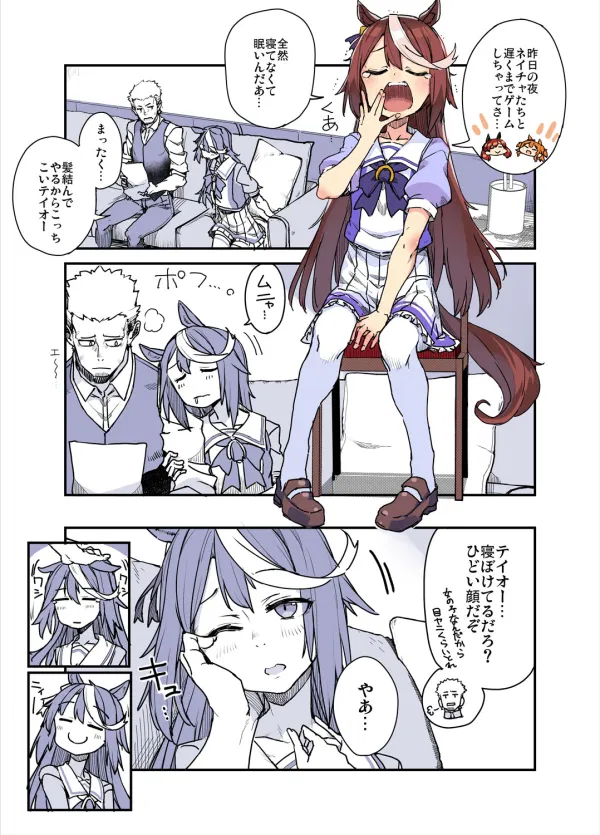 昨日の夜
ネイチャたちと
遅くまでゲーム
しちゃってさ…
全然
寝てなくて
眠いんだあ…
くあ
まったく…
髪結んで
やるからこっち
こいテイオー
ムニャ…
ポフ…
エ〜〜
テイオー…
寝ぼけてるだろ?
ひどい顔だぞ
女の子なんだから
目ヤニくらいとれ
やあ…
キュ…
ワシ
ワシ